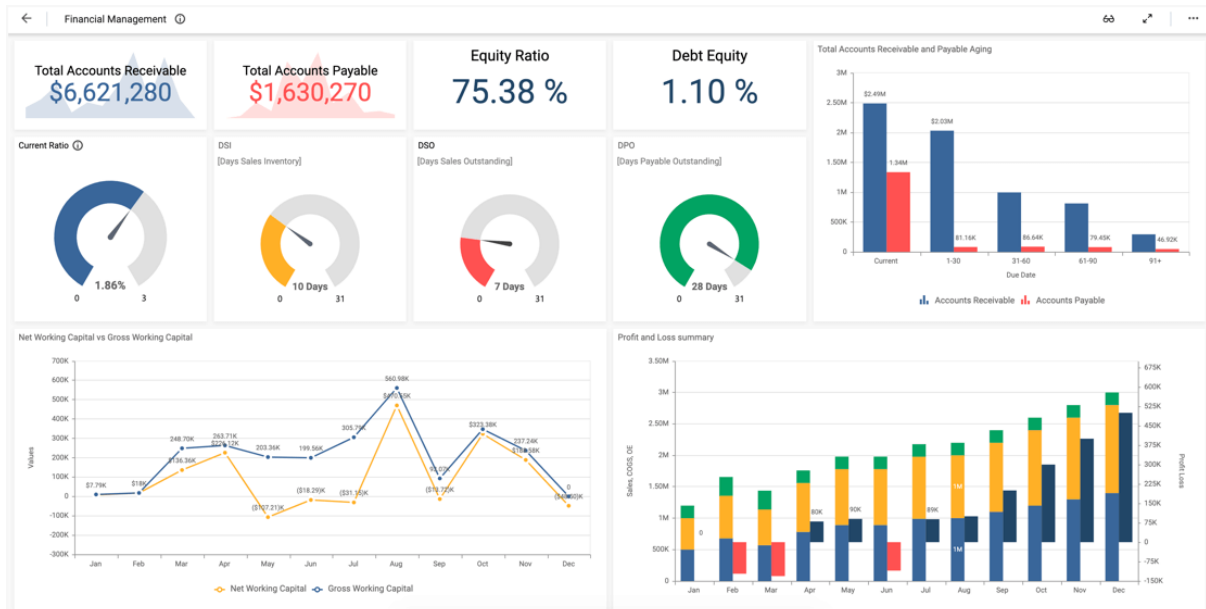 Financial Management
Total Accounts Receivable
$6,621,280
Total Accounts Payable
$1,630,270
Equity Ratio
75.38 %
Debt Equity
1.10 %
Total Accounts Receivable and Payable Aging
3M
2.50M
2M
1.50M
1M
500K
0
$2.49M
1.34M
$2.03M
81.16K
86.64K
79.45K
46.92K
Current
1-30
31-60
61-90
91+
Due Date
Accounts Receivable
Accounts Payable
Current Ratio
1.86%
0
3
DSI
[Days Sales Inventory]
10 Days
0
31
DSO
[Days Sales Outstanding]
7 Days
0
31
DPO
[Days Payable Outstanding]
28 Days
0
31
Net Working Capital vs Gross Working Capital
700K
600K
500K
400K
300K
200K
100K
0
-100K
-200K
-300K
Values
$7.79K
$18K
248.70K
$136.36K
263.71K
203.36K
($107.21)K
199.56K
($18.29)K
305.79K
($31.15)K
560.98K
$323.38K
237.24K
0
Jan
Feb
Mar
Apr
May
Jun
Jul
Aug
Sep
Oct
Nov
Dec
Net Working Capital
Gross Working Capital
Profit and Loss summary
3.50M
3M
2.50M
2M
1.50M
1M
500K
0
Sales, COGS, OE
0
80K
90K
89K
1M
1M
675K
600K
525K
450K
375K
300K
225K
150K
75K
0
-75K
-150K
Profit Loss
Jan
Feb
Mar
Apr
May
Jun
Jul
Aug
Sep
Oct
Nov
Dec